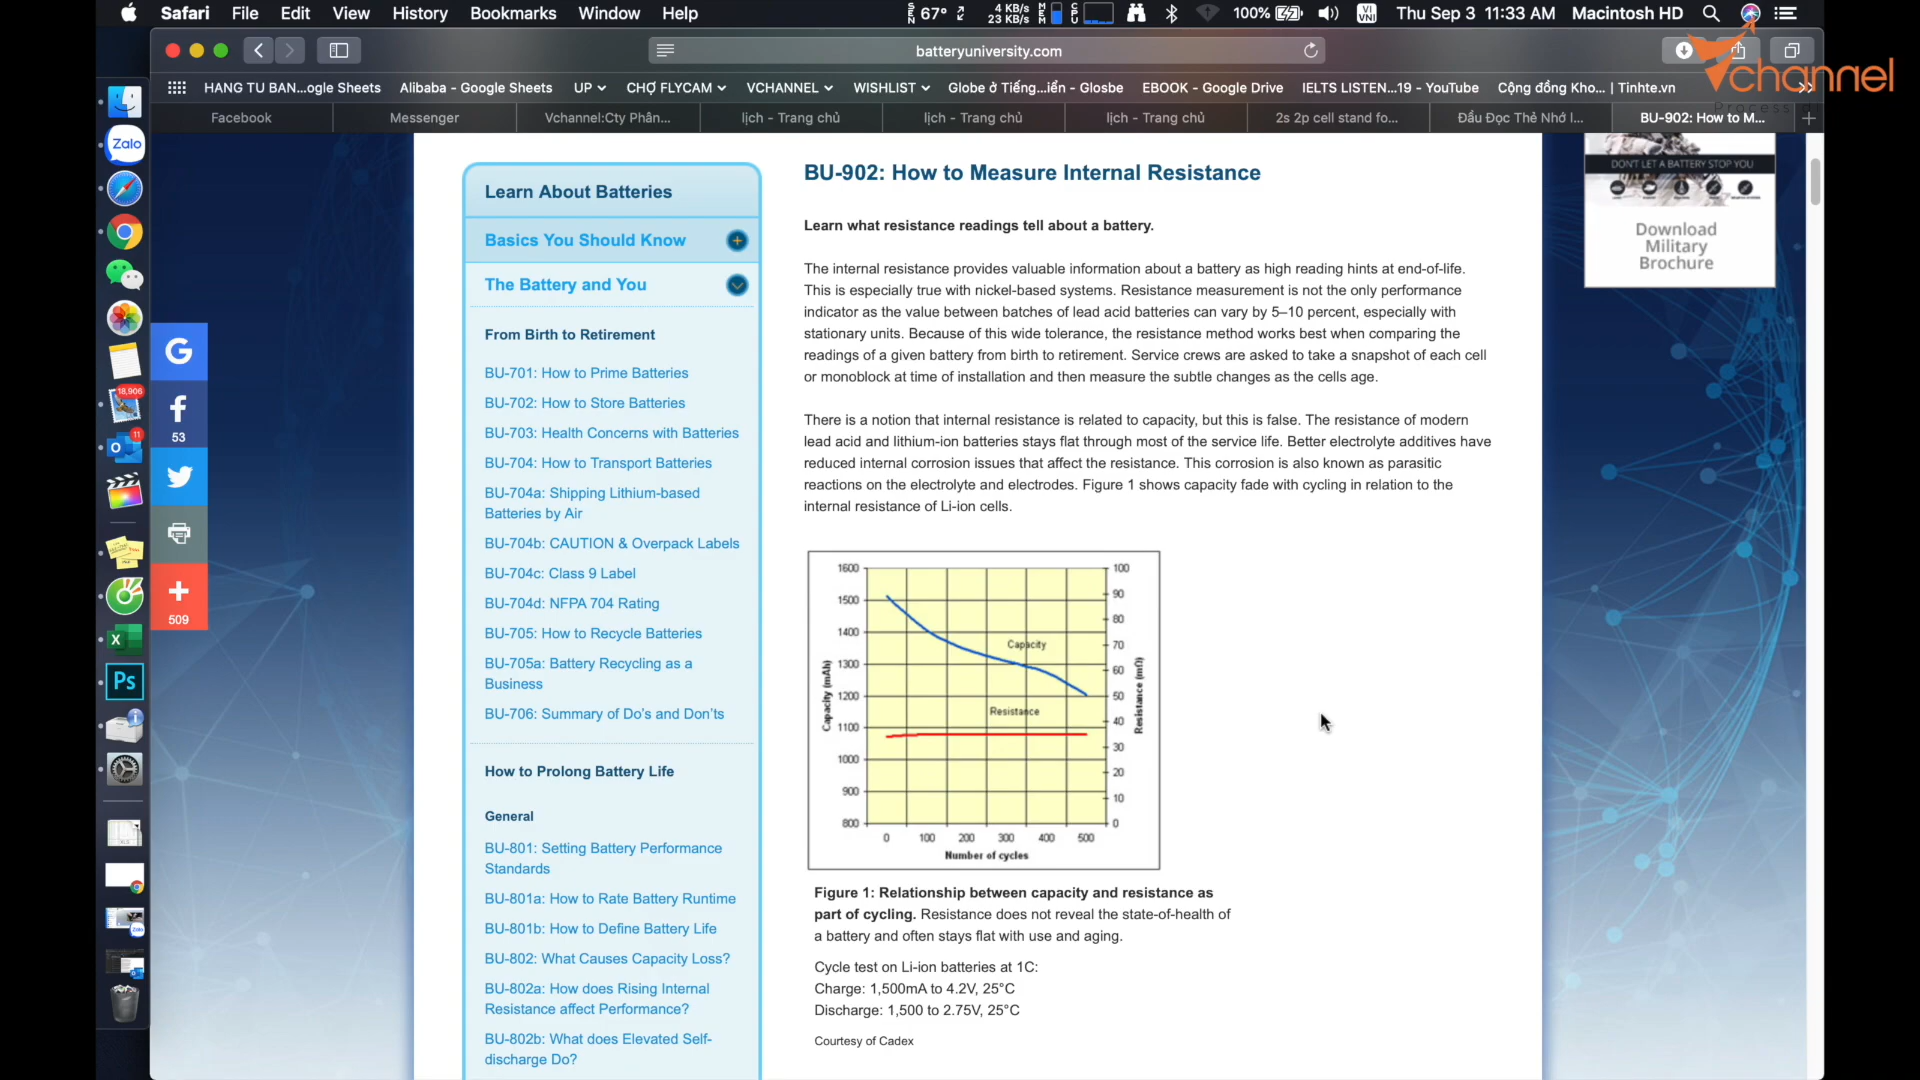 Safari File Edit View History Bookmarks Window Help
67° 4 KB/s 23 KB/s 100% VI VNI Thu Sep 3 11:33 AM Macintosh HD
batteryuniversity.com
Vchannel
HANG TU BAN...ogle Sheets Alibaba - Google Sheets UP CHỢ FLYCAM VCHANNEL WISHLIST Globe ở Tiếng...iển - Glosbe EBOOK - Google Drive IELTS LISTEN...19 - YouTube Cộng đồng Kho... | Tinhte.vn
Facebook Messenger Vchannel:Cty Phân... lịch - Trang chủ lịch - Trang chủ lịch - Trang chủ 2s 2p cell stand fo... Đầu Đọc Thẻ Nhớ l... BU-902: How to M...
Zalo
18,906
11
Ps
G
53
509
Learn About Batteries
Basics You Should Know
The Battery and You
From Birth to Retirement
BU-701: How to Prime Batteries
BU-702: How to Store Batteries
BU-703: Health Concerns with Batteries
BU-704: How to Transport Batteries
BU-704a: Shipping Lithium-based
Batteries by Air
BU-704b: CAUTION & Overpack Labels
BU-704c: Class 9 Label
BU-704d: NFPA 704 Rating
BU-705: How to Recycle Batteries
BU-705a: Battery Recycling as a
Business
BU-706: Summary of Do's and Don'ts
How to Prolong Battery Life
General
BU-801: Setting Battery Performance
Standards
BU-801a: How to Rate Battery Runtime
BU-801b: How to Define Battery Life
BU-802: What Causes Capacity Loss?
BU-802a: How does Rising Internal
Resistance affect Performance?
BU-802b: What does Elevated Self-
discharge Do?
BU-902: How to Measure Internal Resistance
Learn what resistance readings tell about a battery.
The internal resistance provides valuable information about a battery as high reading hints at end-of-life.
This is especially true with nickel-based systems. Resistance measurement is not the only performance
indicator as the value between batches of lead acid batteries can vary by 5–10 percent, especially with
stationary units. Because of this wide tolerance, the resistance method works best when comparing the
readings of a given battery from birth to retirement. Service crews are asked to take a snapshot of each cell
or monoblock at time of installation and then measure the subtle changes as the cells age.
There is a notion that internal resistance is related to capacity, but this is false. The resistance of modern
lead acid and lithium-ion batteries stays flat through most of the service life. Better electrolyte additives have
reduced internal corrosion issues that affect the resistance. This corrosion is also known as parasitic
reactions on the electrolyte and electrodes. Figure 1 shows capacity fade with cycling in relation to the
internal resistance of Li-ion cells.
1600 100
1500 90
1400 80
1300 70
1200 60
1100 50
1000 40
900 30
800 20
10
0
Capacity
Resistance
Capacity (mAh)
Resistance (mΩ)
0 100 200 300 400 500
Number of cycles
Figure 1: Relationship between capacity and resistance as
part of cycling. Resistance does not reveal the state-of-health of
a battery and often stays flat with use and aging.
Cycle test on Li-ion batteries at 1C:
Charge: 1,500mA to 4.2V, 25°C
Discharge: 1,500 to 2.75V, 25°C
Courtesy of Cadex
DON'T LET A BATTERY STOP YOU
Download
Military
Brochure